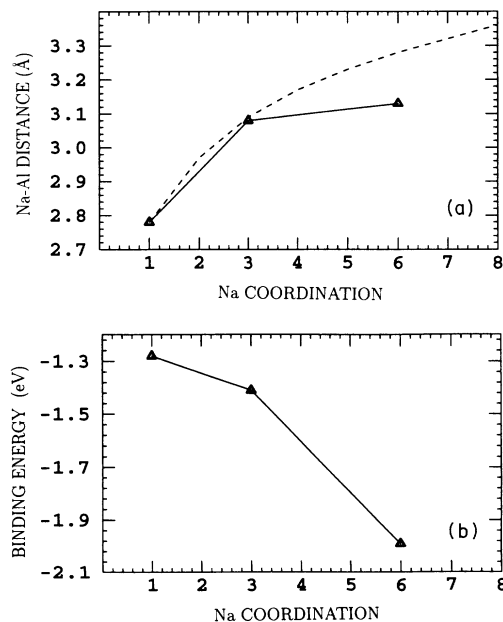 3.3
3.2
3.1
3.0
2.9
2.8
2.7
Na-Al DISTANCE (Å)
(a)
1 2 3 4 5 6 7 8
Na COORDINATION
-1.3
-1.5
-1.7
-1.9
-2.1
BINDING ENERGY (eV)
(b)
1 2 3 4 5 6 7 8
Na COORDINATION